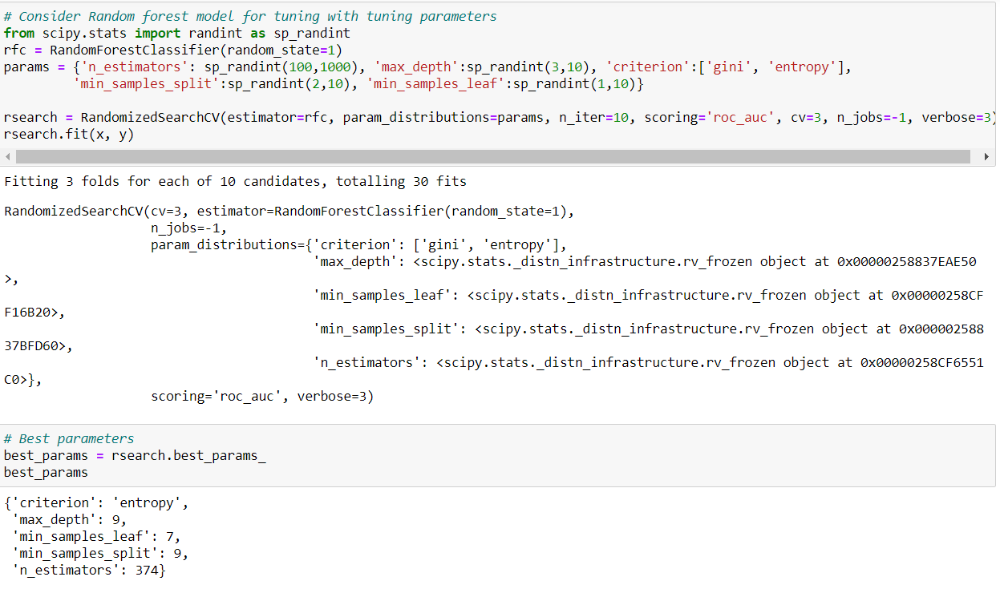 # Consider Random forest model for tuning with tuning parameters
from scipy.stats import randint as sp_randint
rfc = RandomForestClassifier(random_state=1)
params = {'n_estimators': sp_randint(100,1000), 'max_depth':sp_randint(3,10), 'criterion':['gini', 'entropy'],
         'min_samples_split':sp_randint(2,10), 'min_samples_leaf':sp_randint(1,10)}
rsearch = RandomizedSearchCV(estimator=rfc, param_distributions=params, n_iter=10, scoring='roc_auc', cv=3, n_jobs=-1, verbose=3)
rsearch.fit(x, y)
Fitting 3 folds for each of 10 candidates, totalling 30 fits
RandomizedSearchCV(cv=3, estimator=RandomForestClassifier(random_state=1),
                   n_jobs=-1,
                   param_distributions={'criterion': ['gini', 'entropy'],
                                        'max_depth': <scipy.stats._distn_infrastructure.rv_frozen object at 0x00000258837EAE50
>,
                                        'min_samples_leaf': <scipy.stats._distn_infrastructure.rv_frozen object at 0x00000258CF
F16B20>,
                                        'min_samples_split': <scipy.stats._distn_infrastructure.rv_frozen object at 0x000002588
37BFD60>,
                                        'n_estimators': <scipy.stats._distn_infrastructure.rv_frozen object at 0x00000258CF6551
C0>},
                   scoring='roc_auc', verbose=3)
# Best parameters
best_params = rsearch.best_params_
best_params
{'criterion': 'entropy',
 'max_depth': 9,
 'min_samples_leaf': 7,
 'min_samples_split': 9,
 'n_estimators': 374}